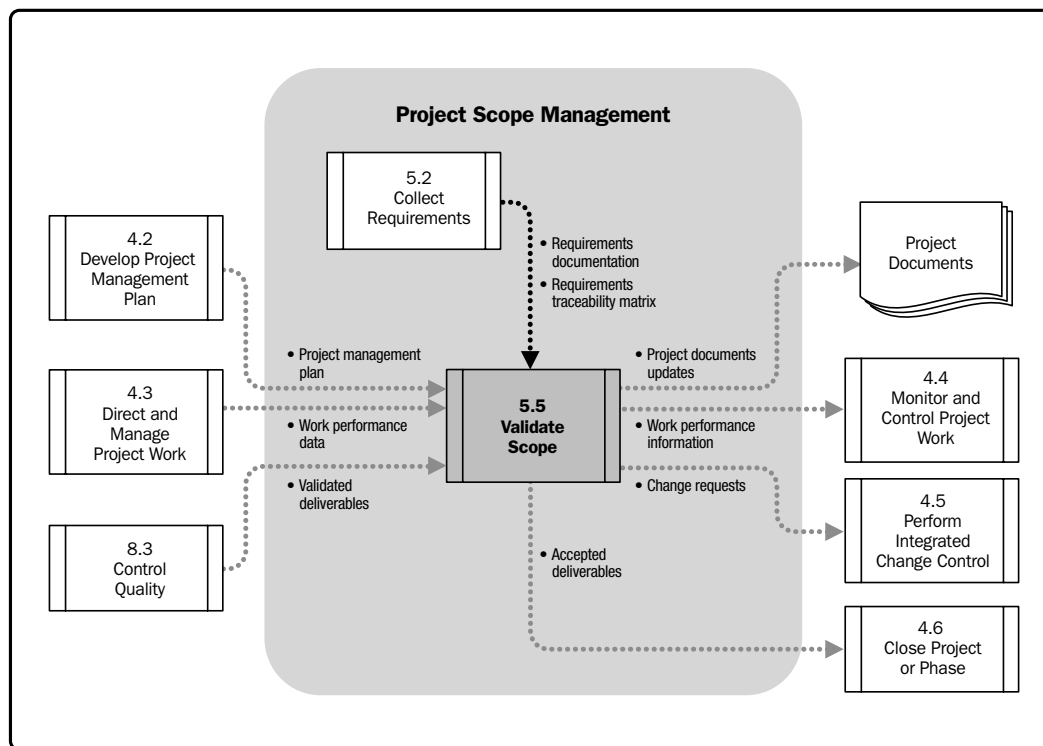 Project Scope Management
5.2
Collect
Requirements
• Requirements
documentation
• Requirements
traceability matrix
4.2
Develop Project
Management
Plan
4.3
Direct and
Manage
Project Work
8.3
Control
Quality
• Project management
plan
• Work performance
data
• Validated
deliverables
5.5
Validate
Scope
• Project documents
updates
• Work performance
information
• Change requests
• Accepted
deliverables
Project
Documents
4.4
Monitor and
Control Project
Work
4.5
Perform
Integrated
Change Control
4.6
Close Project
or Phase